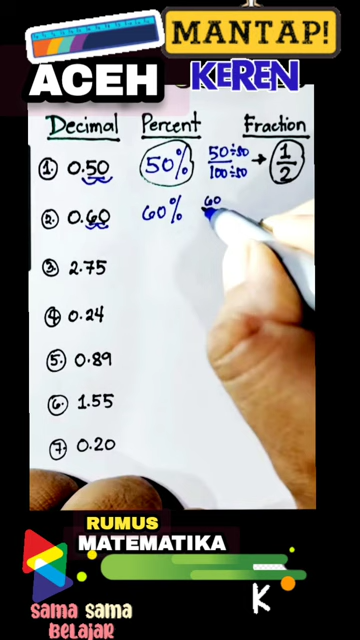 MANTAP!
ACEH KEREN
Decimal Percent Fraction
1. 0.50 50% 50÷50 → 1
100÷50 2
2. 0.60 60% 60
3. 2.75
4. 0.24
5. 0.89
6. 1.55
7. 0.20
RUMUS
MATEMATIKA
K
sama sama
BeLaJaR